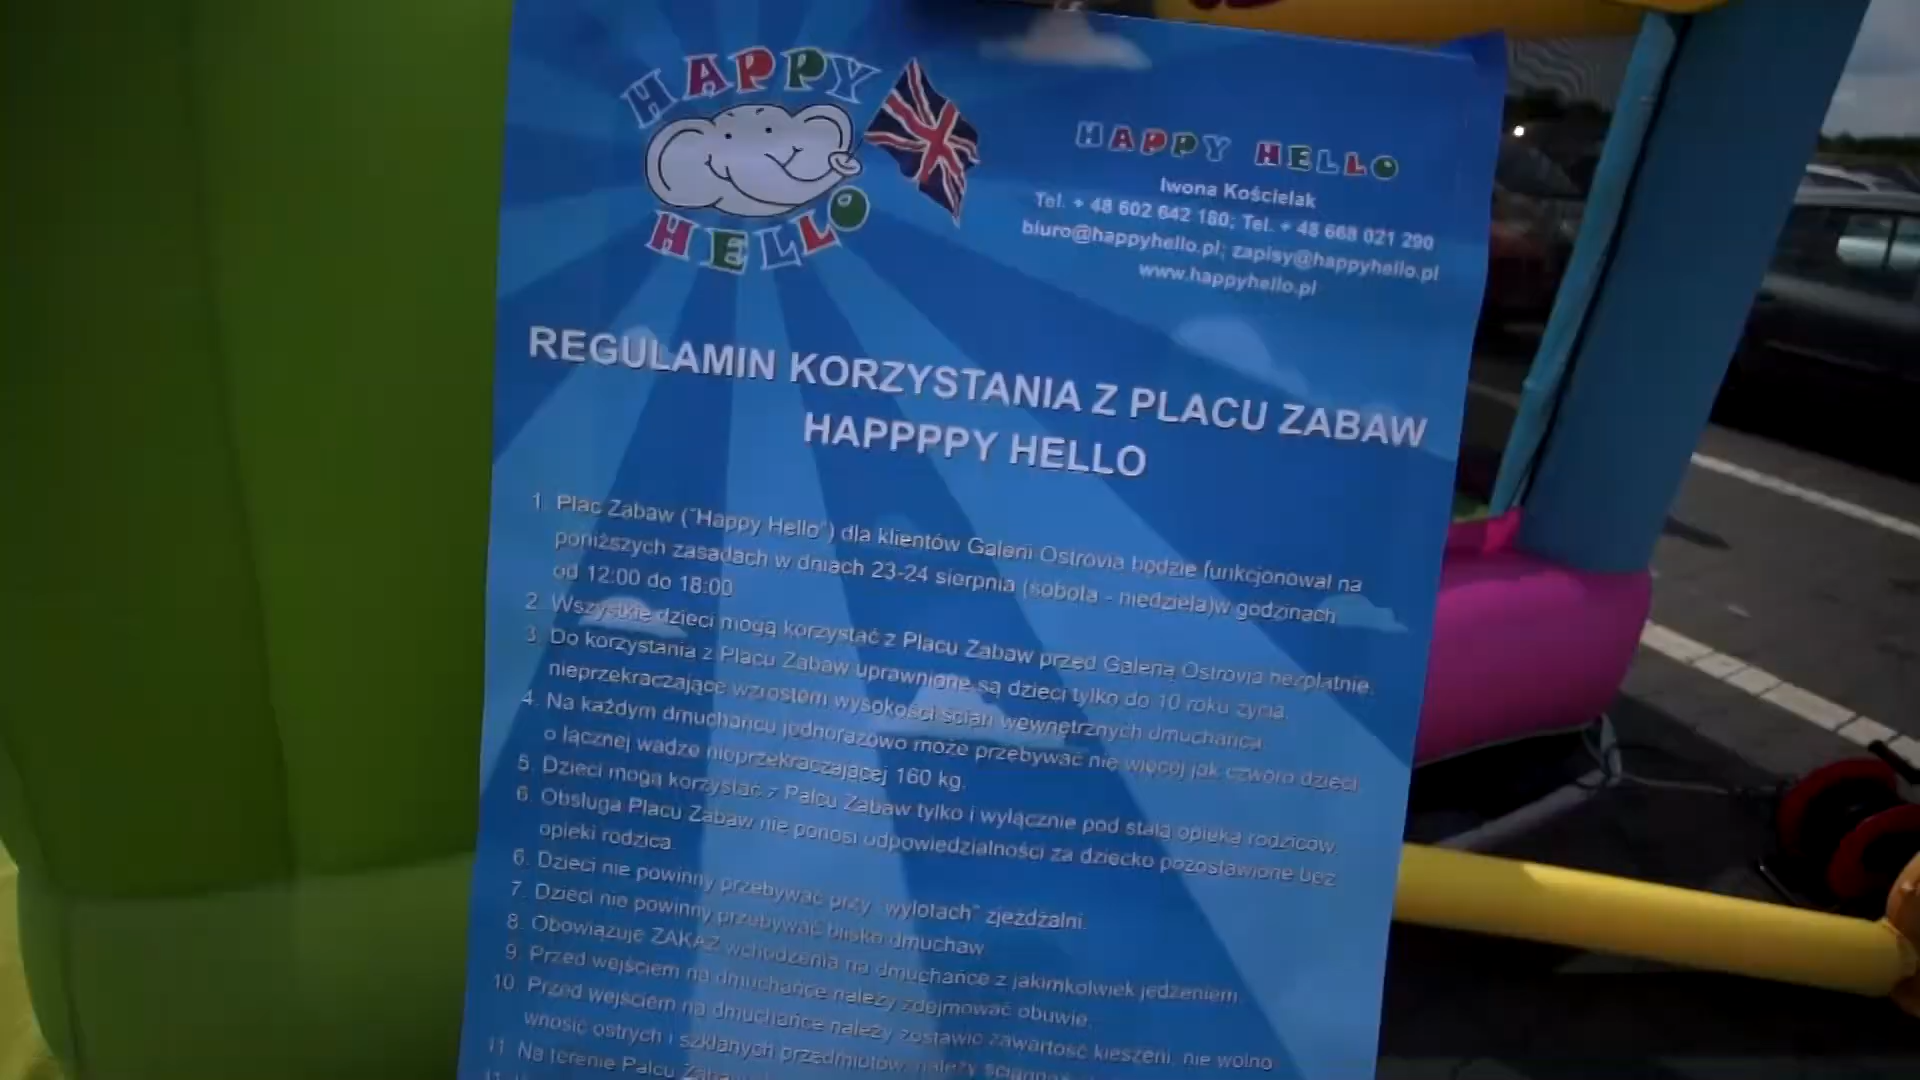 HAPPY
HELLO
HAPPY HELLO
Iwona Kościelak
Tel. + 48 602 642 180; Tel. + 48 668 021 290
biuro@happyhello.pl; zapisy@happyhello.pl
www.happyhello.pl
REGULAMIN KORZYSTANIA Z PLACU ZABAW
HAPPPPY HELLO
1. Plac Zabaw ("Happy Hello") dla klientów Galerii Ostrovia będzie funkcjonował na
poniższych zasadach w dniach 23-24 sierpnia (sobota - niedziela)w godzinach
od 12:00 do 18:00
2. Wszystkie dzieci mogą korzystać z Placu Zabaw przed Galerią Ostrovia bezpłatnie.
3. Do korzystania z Placu Zabaw uprawnione są dzieci tylko do 10 roku życia,
nieprzekraczające wzrostem wysokości ścian wewnętrznych dmuchańca.
4. Na każdym dmuchańcu jednorazowo może przebywać nie więcej jak czworo dzieci
o łącznej wadze nieprzekraczającej 160 kg.
5. Dzieci mogą korzystać z Palcu Zabaw tylko i wyłącznie pod stałą opieką rodziców.
6. Obsługa Placu Zabaw nie ponosi odpowiedzialności za dziecko pozostawione bez
opieki rodzica.
6. Dzieci nie powinny przebywać przy "wylotach" zjeżdżalni.
7. Dzieci nie powinny przebywać blisko dmuchaw
8. Obowiązuje ZAKAZ wchodzenia na dmuchańce z jakimkolwiek jedzeniem.
9. Przed wejściem na dmuchańce należy zdejmować obuwie.
10. Przed wejściem na dmuchańce należy zostawić zawartość kieszeni, nie wolno
wnosić ostrych i szklanych przedmiotów, należy
11. Na terenie Palcu